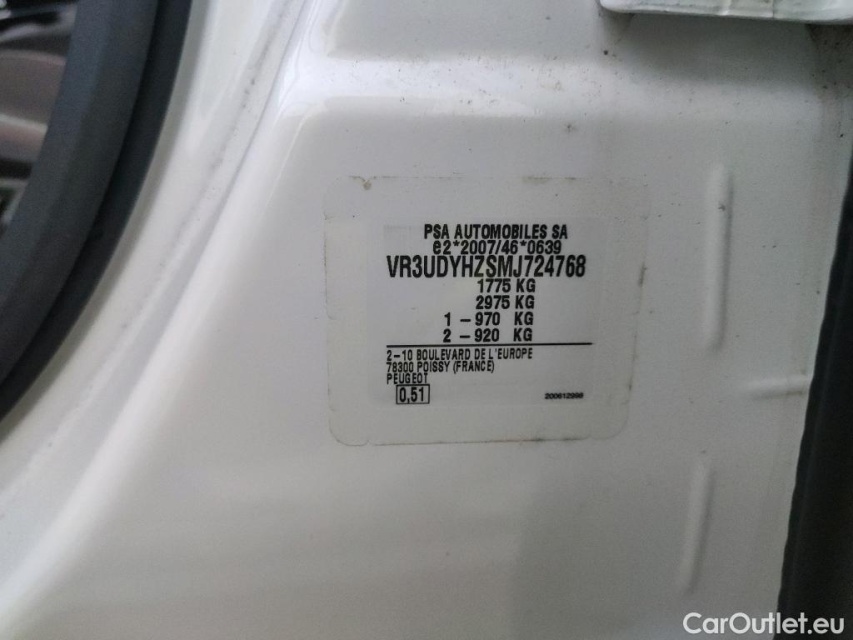 PSA AUTOMOBILES SA
e2*2007/46*0639
VR3UDYHZSMJ724768
1775 KG
2975 KG
1 - 970 KG
2 - 920 KG
2-10 BOULEVARD DE L'EUROPE
78300 POISSY (FRANCE)
PEUGEOT
0,51
200612998
CarOutlet.eu